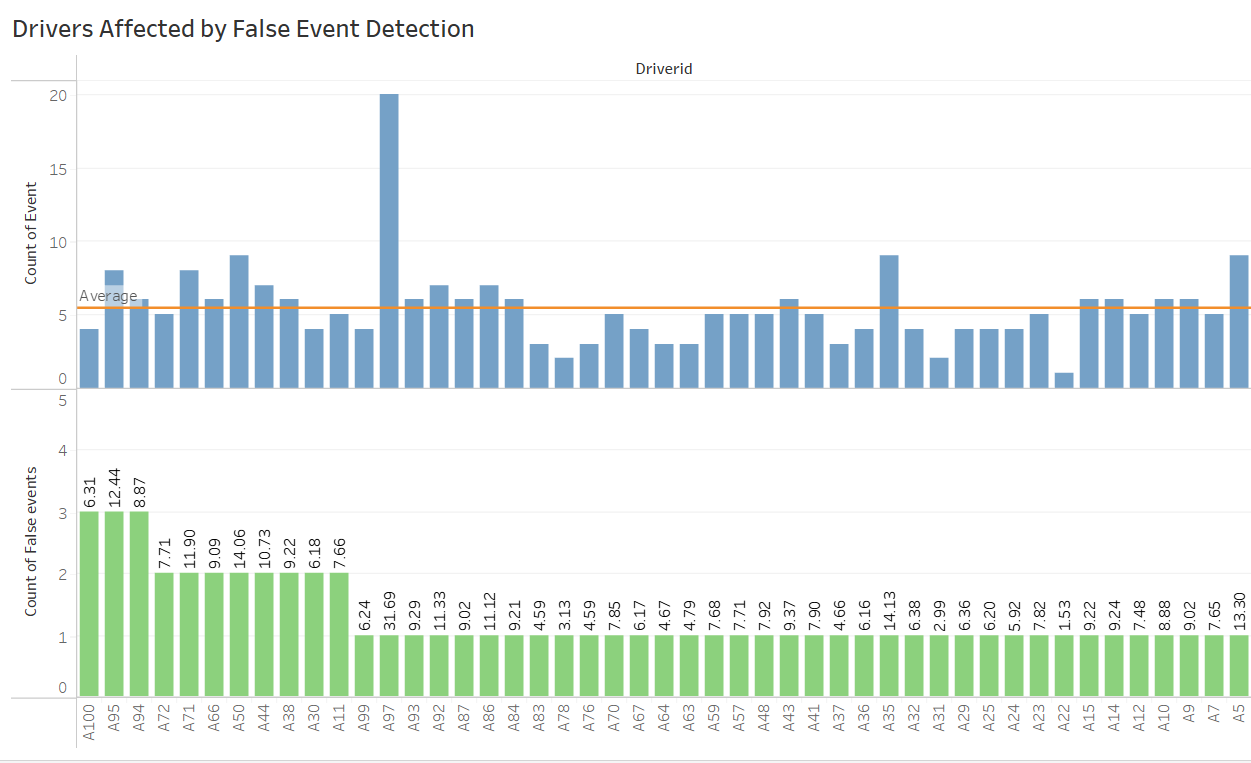 Drivers Affected by False Event Detection
Driverid
Count of Event
20
15
10
5
0
Average
Count of False events
5
4
3
2
1
0
6.31 12.44 8.87 7.71 11.90 9.09 14.06 10.73 9.22 6.18 7.66 6.24 31.69 9.29 11.33 9.02 11.12 9.21 4.59 3.13 4.59 7.85 6.17 4.67 4.79 7.68 7.71 7.92 9.37 7.90 4.66 6.16 14.13 6.38 2.99 6.36 6.20 5.92 7.82 1.53 9.22 9.24 7.48 8.88 9.02 7.65 13.30
A100 A95 A94 A72 A71 A66 A50 A44 A38 A30 A11 A99 A97 A93 A92 A87 A86 A84 A83 A78 A76 A70 A67 A64 A63 A59 A57 A48 A43 A41 A37 A36 A35 A32 A31 A29 A25 A24 A23 A22 A15 A14 A12 A10 A9 A7 A5